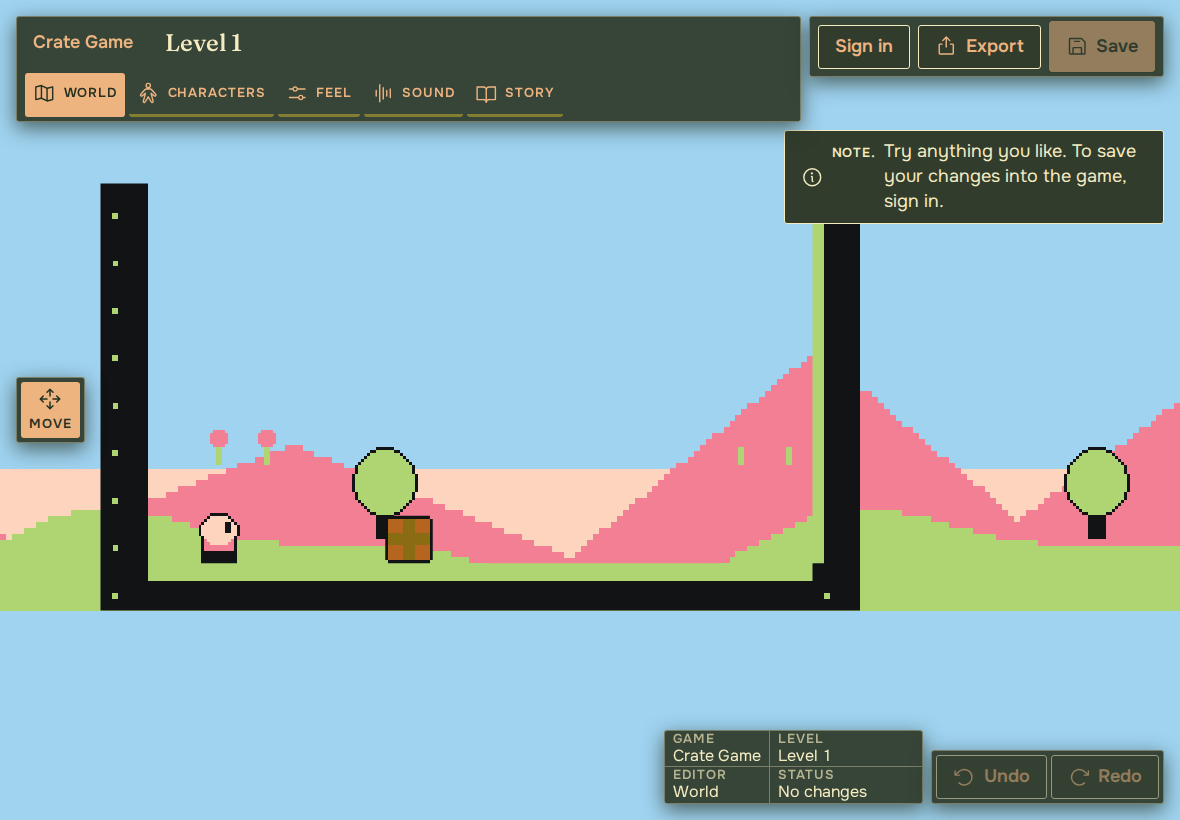 Crate Game
Level 1
Sign in
Export
Save
WORLD
CHARACTERS
FEEL
SOUND
STORY
NOTE. Try anything you like. To save
your changes into the game,
sign in.
MOVE
GAME
Crate Game
LEVEL
Level 1
EDITOR
World
STATUS
No changes
Undo
Redo